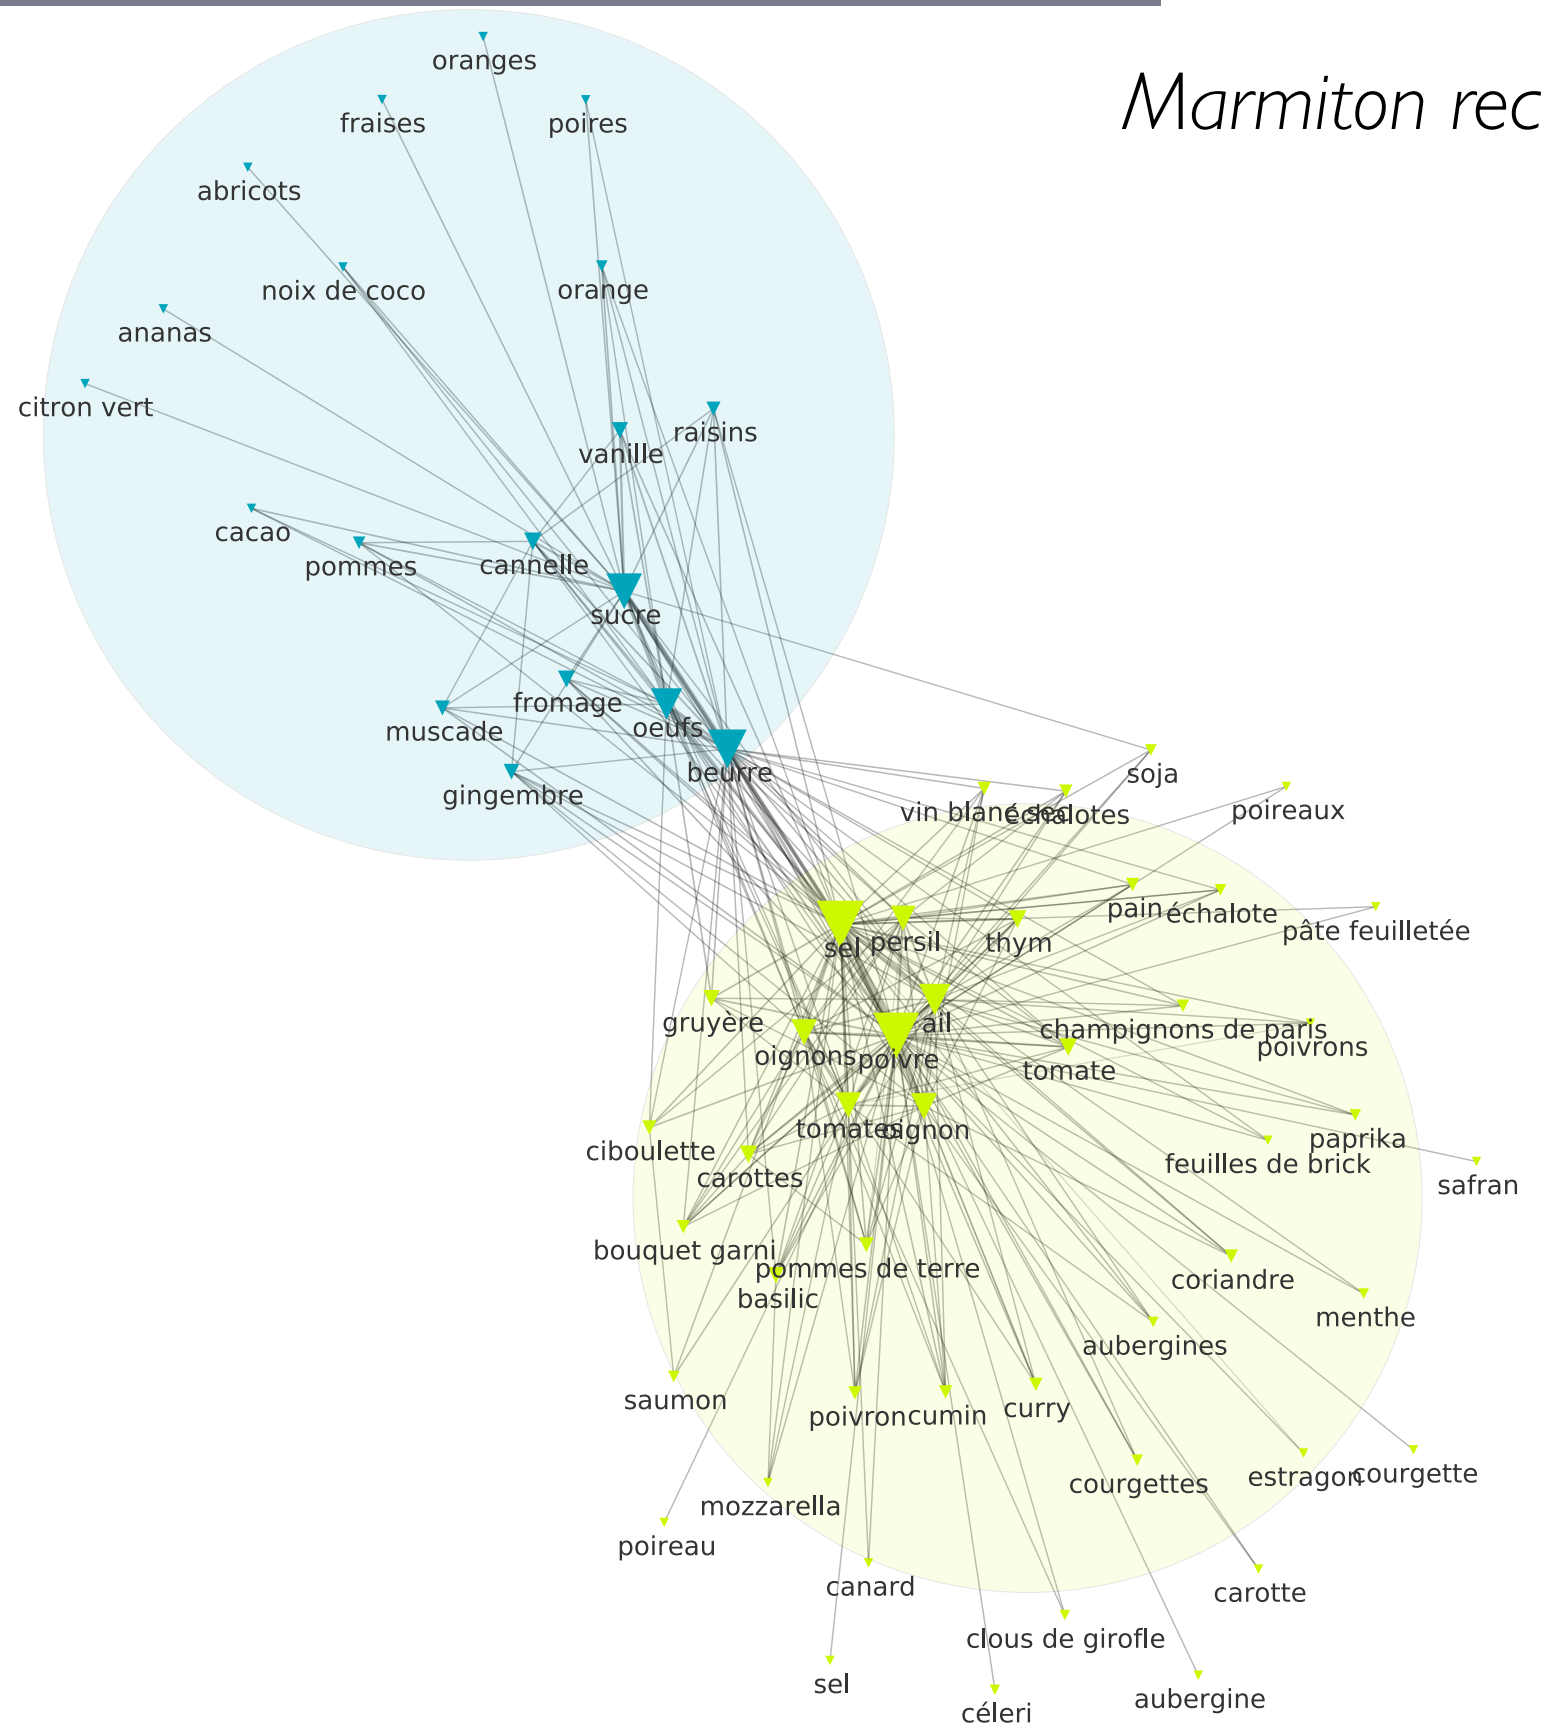 Marmiton rec
oranges
fraises
poires
abricots
noix de coco
orange
ananas
citron vert
raisins
vanille
cacao
pommes
cannelle
sucre
fromage
muscade
oeufs
beurre
gingembre
soja
vin blanc sec
échalotes
poireaux
pain
échalote
pâte feuilletée
sel
persil
thym
gruyère
ail
champignons de paris
poivrons
oignons
poivre
tomate
tomates
oignon
paprika
ciboulette
feuilles de brick
carottes
safran
bouquet garni
pommes de terre
coriandre
basilic
menthe
aubergines
saumon
poivron
cumin
curry
courgettes
estragon
courgette
mozzarella
poireau
canard
carotte
clous de girofle
sel
céleri
aubergine